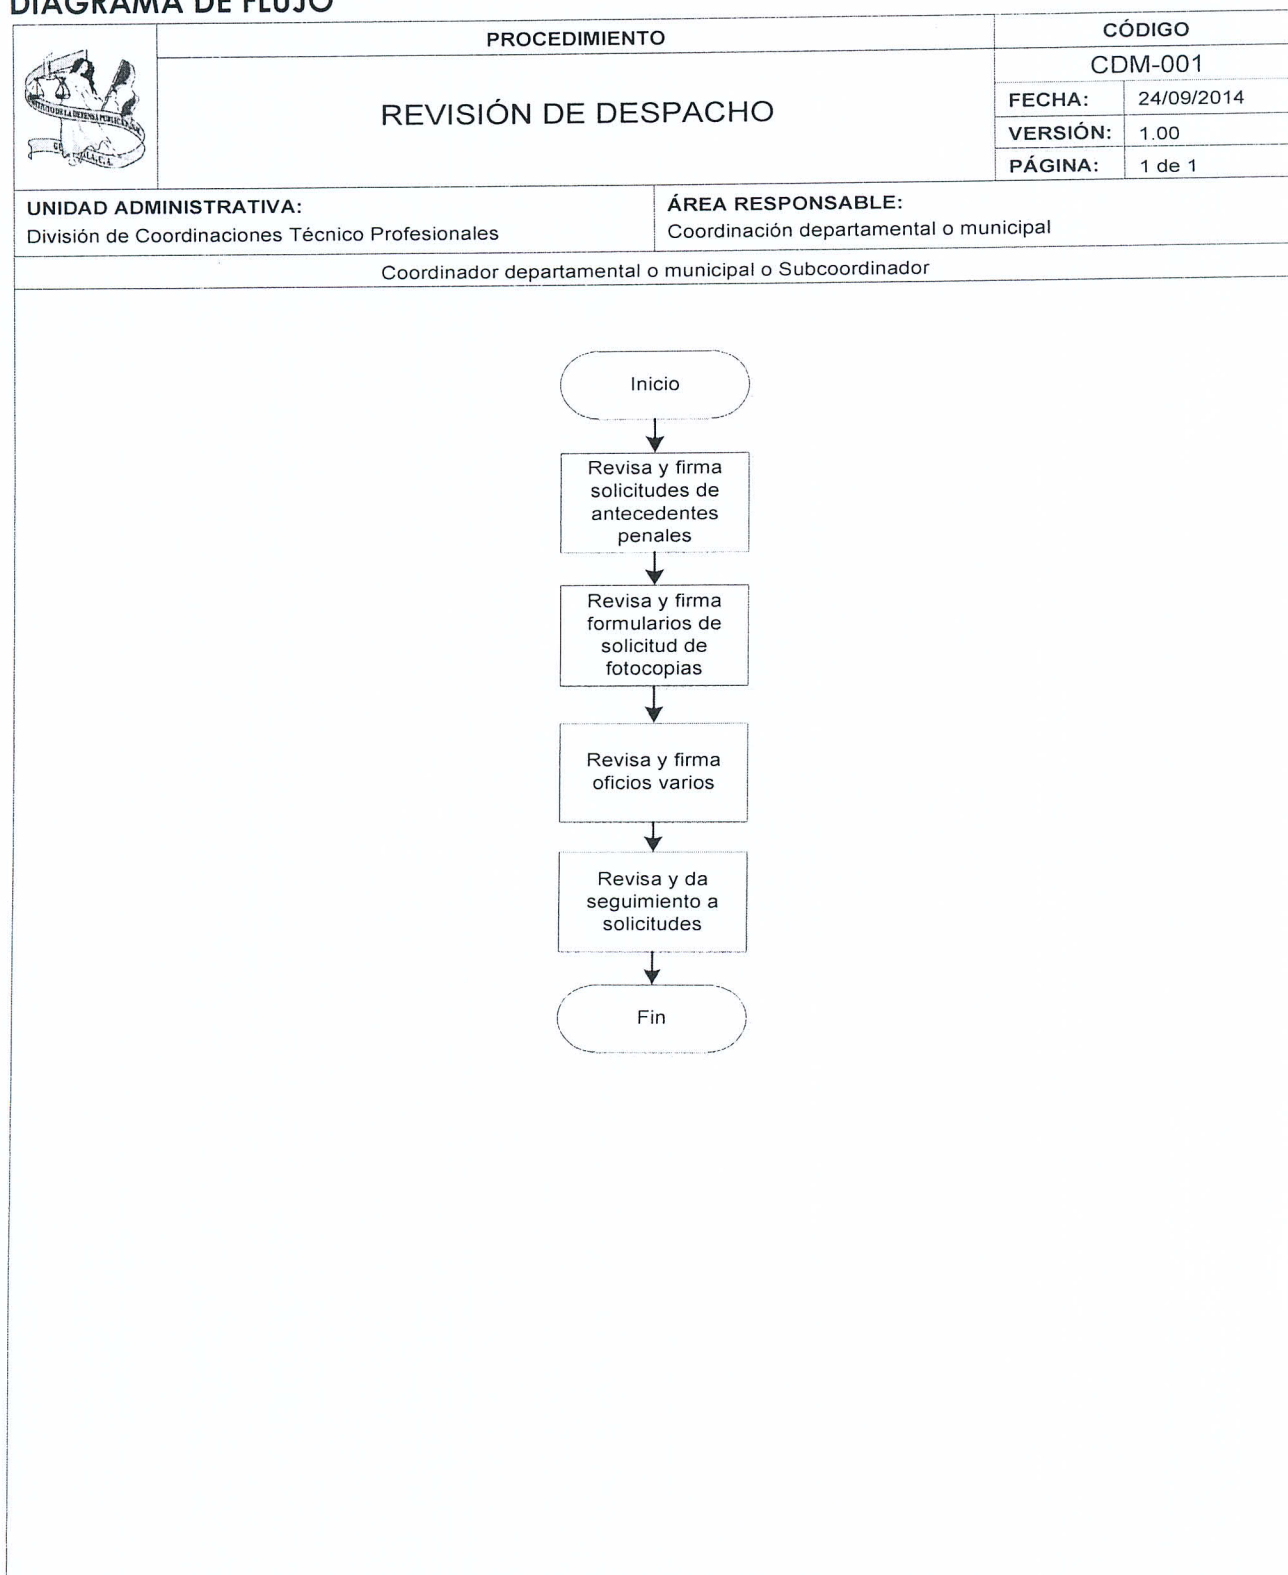 DIAGRAMA DE FLUJO
PROCEDIMIENTO
REVISIÓN DE DESPACHO
CÓDIGO
CDM-001
FECHA: 24/09/2014
VERSIÓN: 1.00
PÁGINA: 1 de 1
UNIDAD ADMINISTRATIVA:
División de Coordinaciones Técnico Profesionales
ÁREA RESPONSABLE:
Coordinación departamental o municipal
Coordinador departamental o municipal o Subcoordinador
Inicio
Revisa y firma
solicitudes de
antecedentes
penales
Revisa y firma
formularios de
solicitud de
fotocopias
Revisa y firma
oficios varios
Revisa y da
seguimiento a
solicitudes
Fin